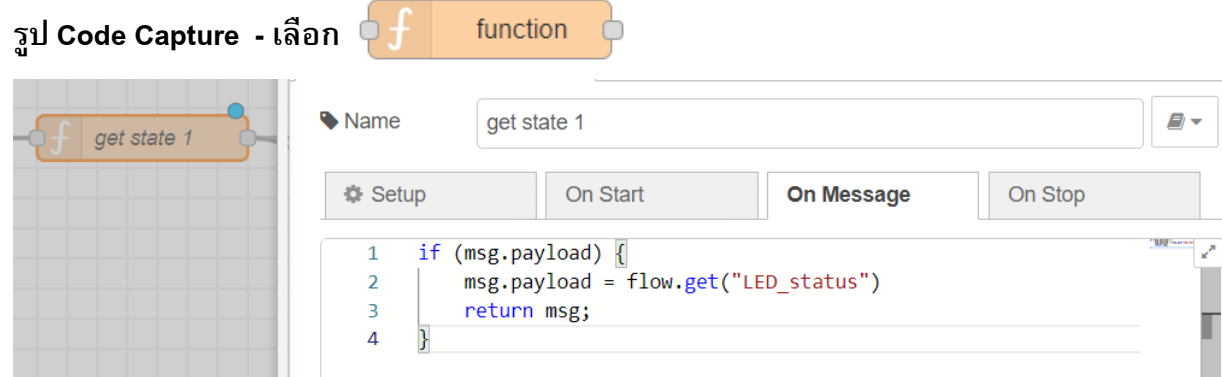 รูป Code Capture - เลือก function
get state 1
Name
get state 1
Setup On Start On Message On Stop
1 if (msg.payload) {
2 msg.payload = flow.get("LED_status")
3 return msg;
4 }